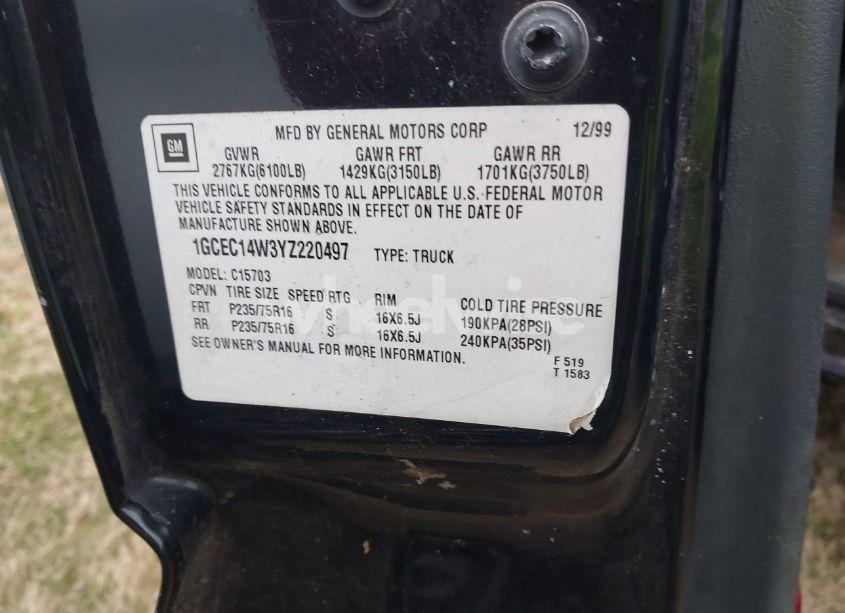 GM
MFD BY GENERAL MOTORS CORP 12/99
GVWR GAWR FRT GAWR RR
2767KG(6100LB) 1429KG(3150LB) 1701KG(3750LB)
THIS VEHICLE CONFORMS TO ALL APPLICABLE U.S. FEDERAL MOTOR
VEHICLE SAFETY STANDARDS IN EFFECT ON THE DATE OF
MANUFACTURE SHOWN ABOVE.
1GCEC14W3YZ220497 TYPE: TRUCK
MODEL: C15703
CPVN TIRE SIZE SPEED RTG RIM COLD TIRE PRESSURE
FRT P235/75R16 S 16X6.5J 190KPA(28PSI)
RR P235/75R16 S 16X6.5J 240KPA(35PSI)
SEE OWNER'S MANUAL FOR MORE INFORMATION.
F 519
T 1583